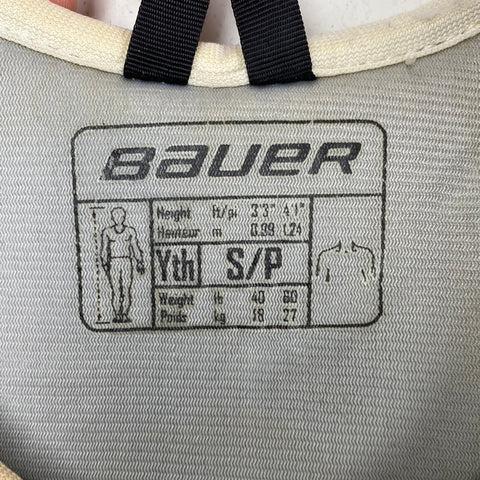 BAUER
Height ft/pi 3'3" 4'1"
Hauteur m 0.99 1.24
Yth S/P
Weight lb 40 60
Poids kg 18 27